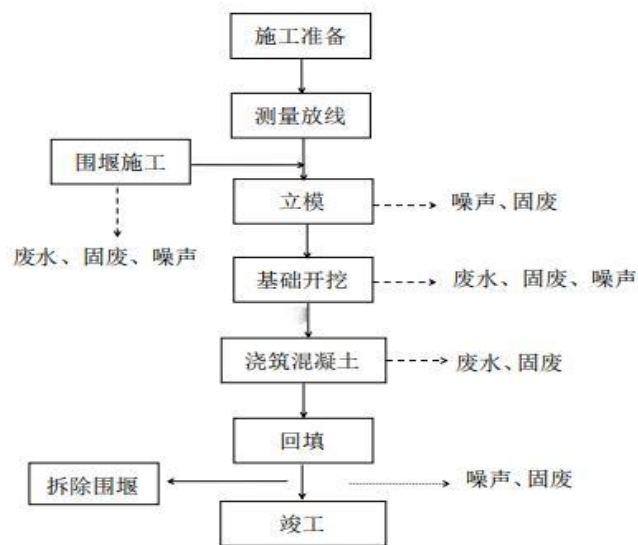 施工准备
测量放线
围堰施工
立模
噪声、固废
废水、固废、噪声
基础开挖
废水、固废、噪声
浇筑混凝土
废水、固废
回填
拆除围堰
噪声、固废
竣工